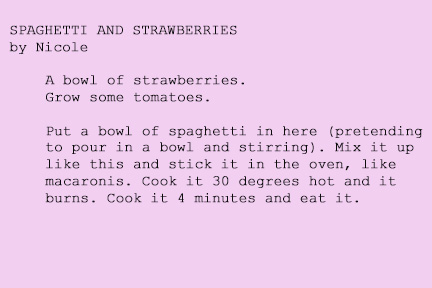 SPAGHETTI AND STRAWBERRIES
by Nicole
A bowl of strawberries.
Grow some tomatoes.
Put a bowl of spaghetti in here (pretending
to pour in a bowl and stirring). Mix it up
like this and stick it in the oven, like
macaronis. Cook it 30 degrees hot and it
burns. Cook it 4 minutes and eat it.